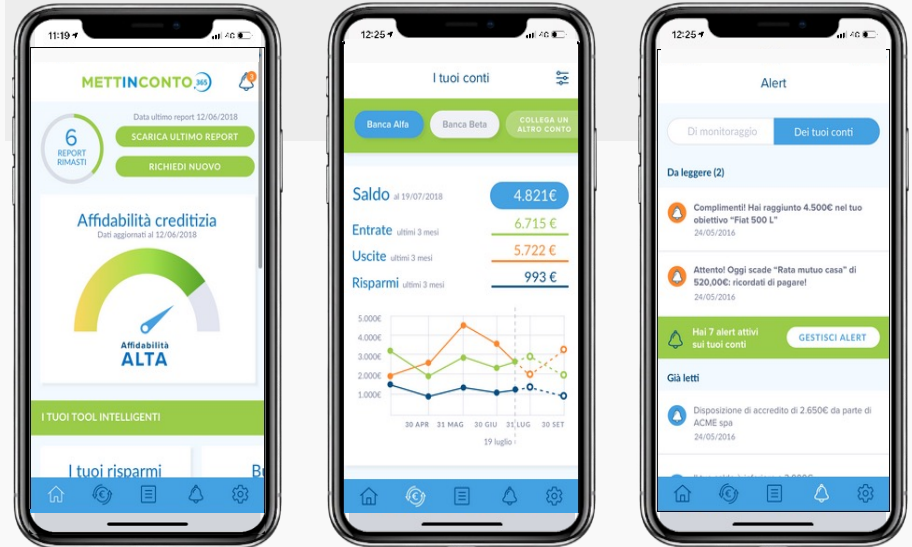 11:19
4G
METTINCONTO.365
Data ultimo report 12/06/2018
6
REPORT
RIMASTI
SCARICA ULTIMO REPORT
RICHIEDI NUOVO
Affidabilità creditizia
Dati aggiornati al 12/06/2018
Affidabilità
ALTA
I TUOI TOOL INTELLIGENTI
I tuoi risparmi
12:25
4G
I tuoi conti
Banca Alfa
Banca Beta
COLLEGA UN
ALTRO CONTO
Saldo al 19/07/2018 4.821€
Entrate ultimi 3 mesi 6.715 €
Uscite ultimi 3 mesi 5.722 €
Risparmi ultimi 3 mesi 993 €
5.000€
4.000€
3.000€
2.000€
1.000€
30 APR 31 MAG 30 GIU 31 LUG 30 SET
19 luglio
12:25
4G
Alert
Di monitoraggio
Dei tuoi conti
Da leggere (2)
Complimenti! Hai raggiunto 4.500€ nel tuo
obiettivo “Fiat 500 L”
24/05/2016
Attento! Oggi scade “Rata mutuo casa” di
520,00€: ricordati di pagare!
24/05/2016
Hai 7 alert attivi
sui tuoi conti
GESTISCI ALERT
Già letti
Disposizione di accredito di 2.650€ da parte di
ACME spa
24/05/2016